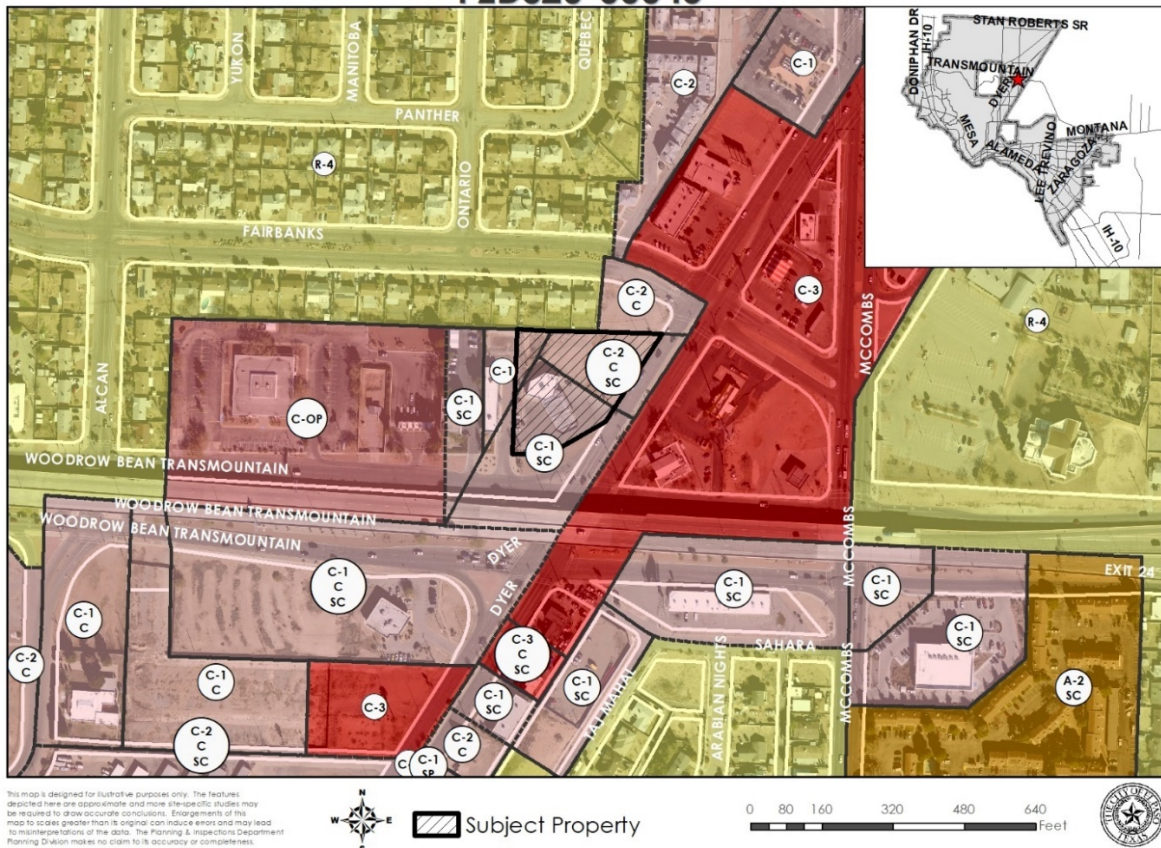 STAN ROBERTS SR
DONIPHAN DR
IH-10
TRANSMOUNTAIN
DYER
MESA
ALAMEDA
LEE TREVINO
MONTANA
ZARAGOZA
IH-10
YUKON
MANITOBA
QUEBEC
PANTHER
R-4
ONTARIO
FAIRBANKS
ALCAN
C-1
C-2
C-3
MCCOMBS
R-4
C-2
C
C-2
C
SC
C-1
C-1
SC
C-1
SC
C-OP
WOODROW BEAN TRANSMOUNTAIN
WOODROW BEAN TRANSMOUNTAIN
WOODROW BEAN TRANSMOUNTAIN
DYER
DYER
MCCOMBS
EXIT 24
C-1
C
SC
C-1
C
C-2
C
C-1
C
C-2
C
SC
C-3
C-3
C
SC
C-1
SC
C-1
SC
C-2
C
C-1
SP
C-1
SC
C-1
SC
C-1
SC
A-2
SC
SAHARA
TAJ MAHAL
ARABIAN NIGHTS
MCCOMBS
This map is designed for illustrative purposes only. The features
depicted here are approximate and more site-specific studies may
be required to draw accurate conclusions. Enlargements of this
map to scales greater than its original can induce errors and may lead
to misinterpretations of the data. The Planning & Inspections Department
Planning Division makes no claim to its accuracy or completeness.
N
W E
S
Subject Property
0 80 160 320 480 640
Feet
THE CITY OF EL PASO
TEXAS